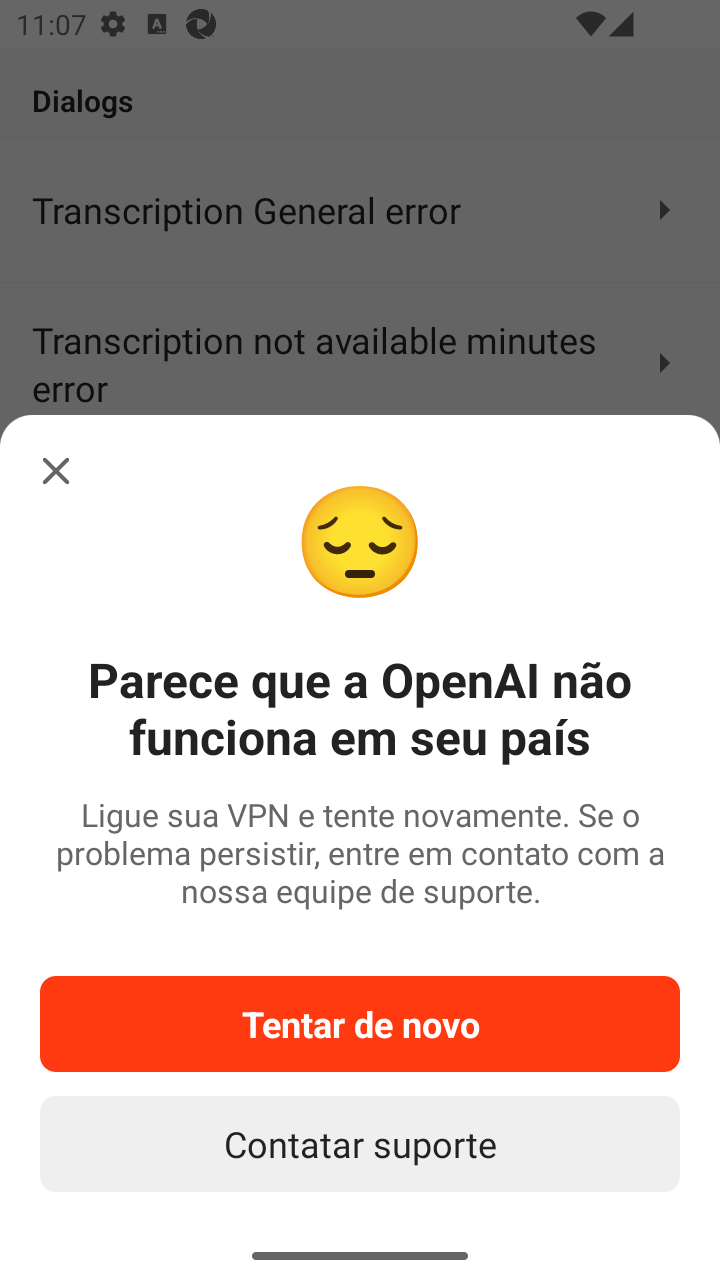 11:07
Dialogs
Transcription General error
Transcription not available minutes
error
Parece que a OpenAI não
funciona em seu país
Ligue sua VPN e tente novamente. Se o
problema persistir, entre em contato com a
nossa equipe de suporte.
Tentar de novo
Contatar suporte